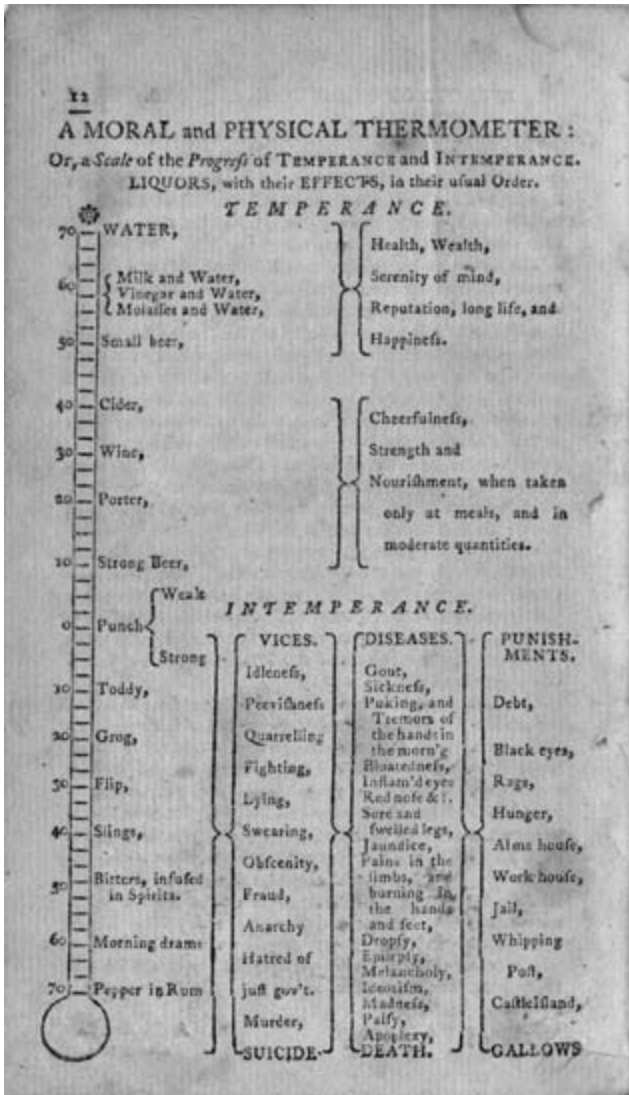 12
A MORAL and PHYSICAL THERMOMETER:
Or, a Scale of the Progreſs of TEMPERANCE and INTEMPERANCE.
LIQUORS, with their EFFECTS, in their uſual Order.
TEMPERANCE.
70 WATER,
60 Milk and Water,
Vinegar and Water,
Molaſſes and Water,
50 Small beer,
Health, Wealth,
Serenity of mind,
Reputation, long life, and
Happineſs.
40 Cider,
30 Wine,
20 Porter,
10 Strong Beer,
Cheerfulneſs,
Strength and
Nouriſhment, when taken
only at meals, and in
moderate quantities.
INTEMPERANCE.
Weak
0 Punch
Strong
10 Toddy,
20 Grog,
30 Flip,
40 Slings,
50 Bitters, infuſed
in Spirits.
60 Morning drams
70 Pepper in Rum
VICES.
Idleneſs,
Peeviſhneſs
Quarrelling
Fighting,
Lying,
Swearing,
Obſcenity,
Fraud,
Anarchy
Hatred of
juſt gov't.
Murder,
SUICIDE
DISEASES.
Gout,
Sickneſs,
Puking, and
Tremors of
the hands in
the morn'g
Bloatedneſs,
Inflam'd eyes
Red noſe &
Sore and
ſwelled legs,
Jaundice,
Pains in the
limbs, and
burning in
the hands
and feet,
Dropſy,
Epilepſy,
Melancholy,
Madneſs,
Palſy,
Apoplexy,
DEATH.
PUNISH-
MENTS.
Debt,
Black eyes,
Rags,
Hunger,
Alms houſe,
Work houſe,
Jail,
Whipping
Poſt,
Caſtle Iſland,
GALLOWS